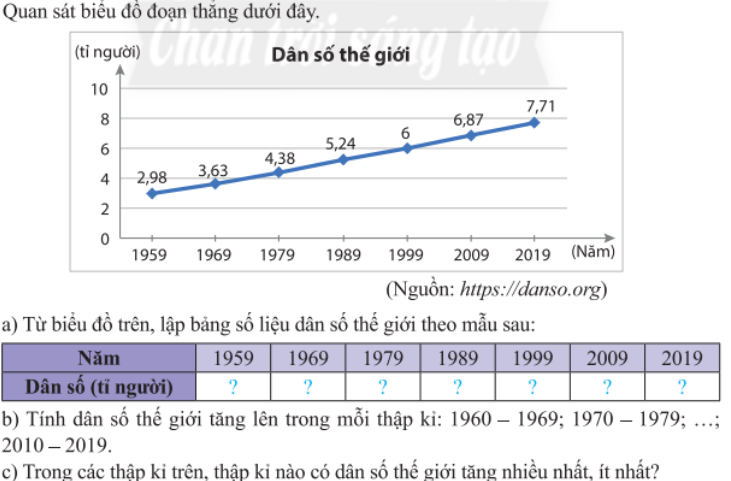 Quan sát biểu đồ đoạn thẳng dưới đây.
Chân trời sáng tạo
(tỉ người)
Dân số thế giới
10
8
6
4
2
0
2,98
3,63
4,38
5,24
6
6,87
7,71
1959 1969 1979 1989 1999 2009 2019 (Năm)
(Nguồn: https://danso.org)
a) Từ biểu đồ trên, lập bảng số liệu dân số thế giới theo mẫu sau:
Năm 1959 1969 1979 1989 1999 2009 2019
Dân số (tỉ người) ? ? ? ? ? ? ?
b) Tính dân số thế giới tăng lên trong mỗi thập kỉ: 1960 – 1969; 1970 – 1979; …;
2010 – 2019.
c) Trong các thập kỉ trên, thập kỉ nào có dân số thế giới tăng nhiều nhất, ít nhất?